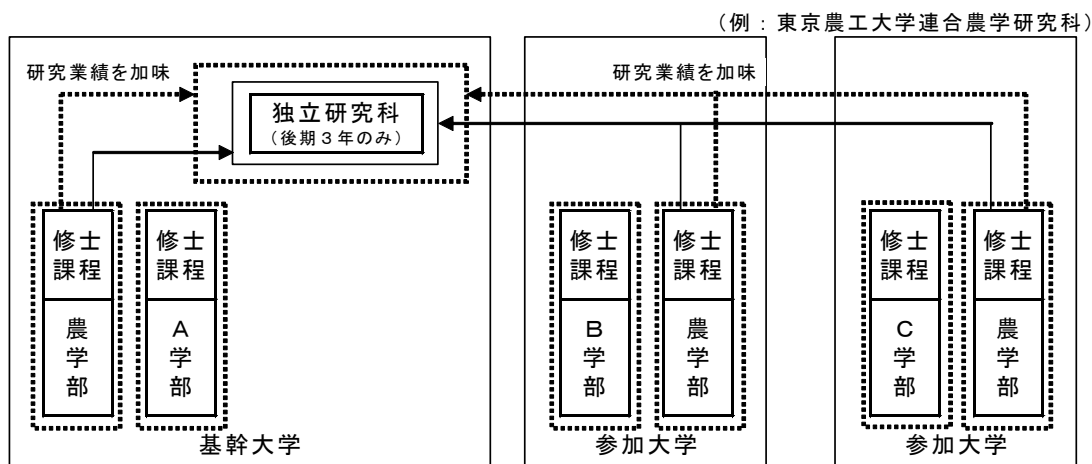 （例：東京農工大学連合農学研究科）
研究業績を加味
研究業績を加味
独立研究科
（後期３年のみ）
修士
課程
農
学
部
修士
課程
Ａ
学
部
修士
課程
Ｂ
学
部
修士
課程
農
学
部
修士
課程
Ｃ
学
部
修士
課程
農
学
部
基幹大学
参加大学
参加大学